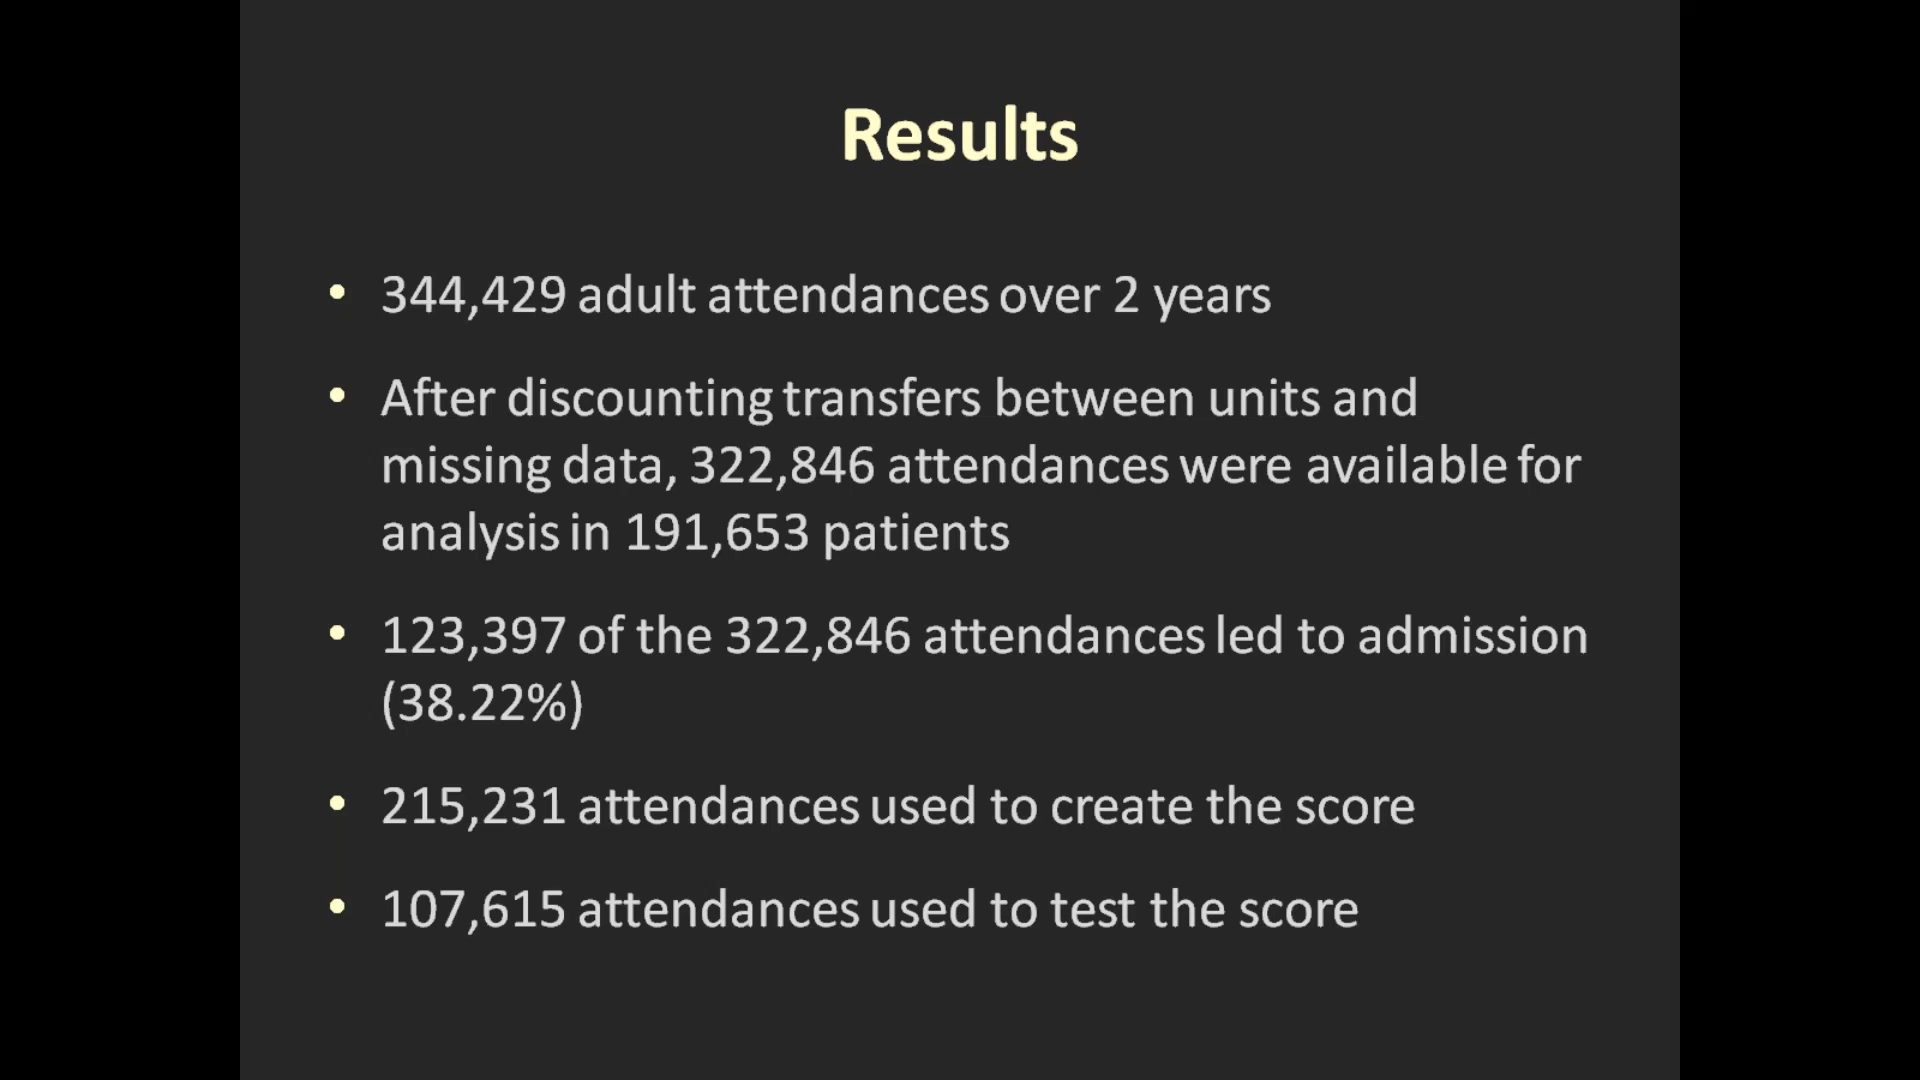 Results
• 344,429 adult attendances over 2 years
• After discounting transfers between units and
missing data, 322,846 attendances were available for
analysis in 191,653 patients
• 123,397 of the 322,846 attendances led to admission
(38.22%)
• 215,231 attendances used to create the score
• 107,615 attendances used to test the score